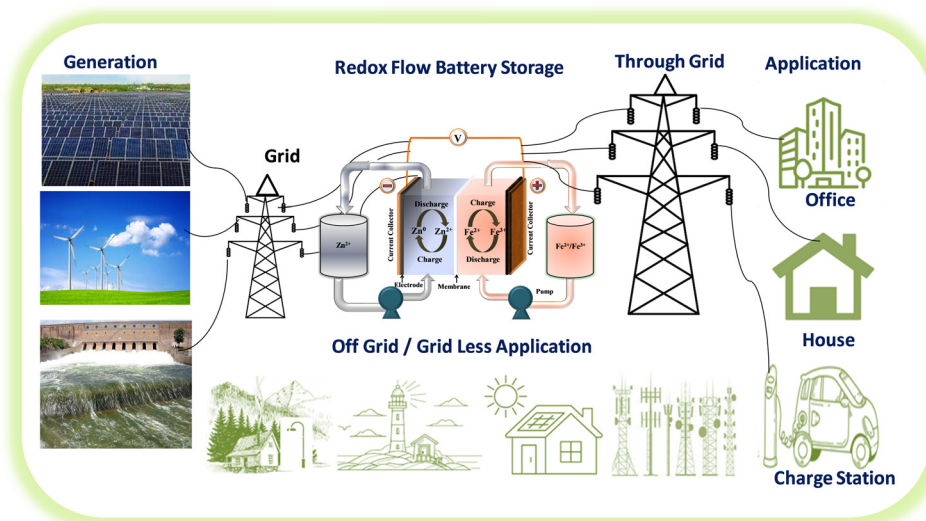 Generation
Redox Flow Battery Storage
Through Grid
Application
Grid
V
Discharge
Zn⁰ Zn²⁺
Charge
Charge
Fe²⁺ Fe³⁺
Discharge
Current Collector
Current Collector
Zn²⁺
Fe²⁺/Fe³⁺
Electrode
Membrane
Pump
Office
House
Off Grid / Grid Less Application
Charge Station